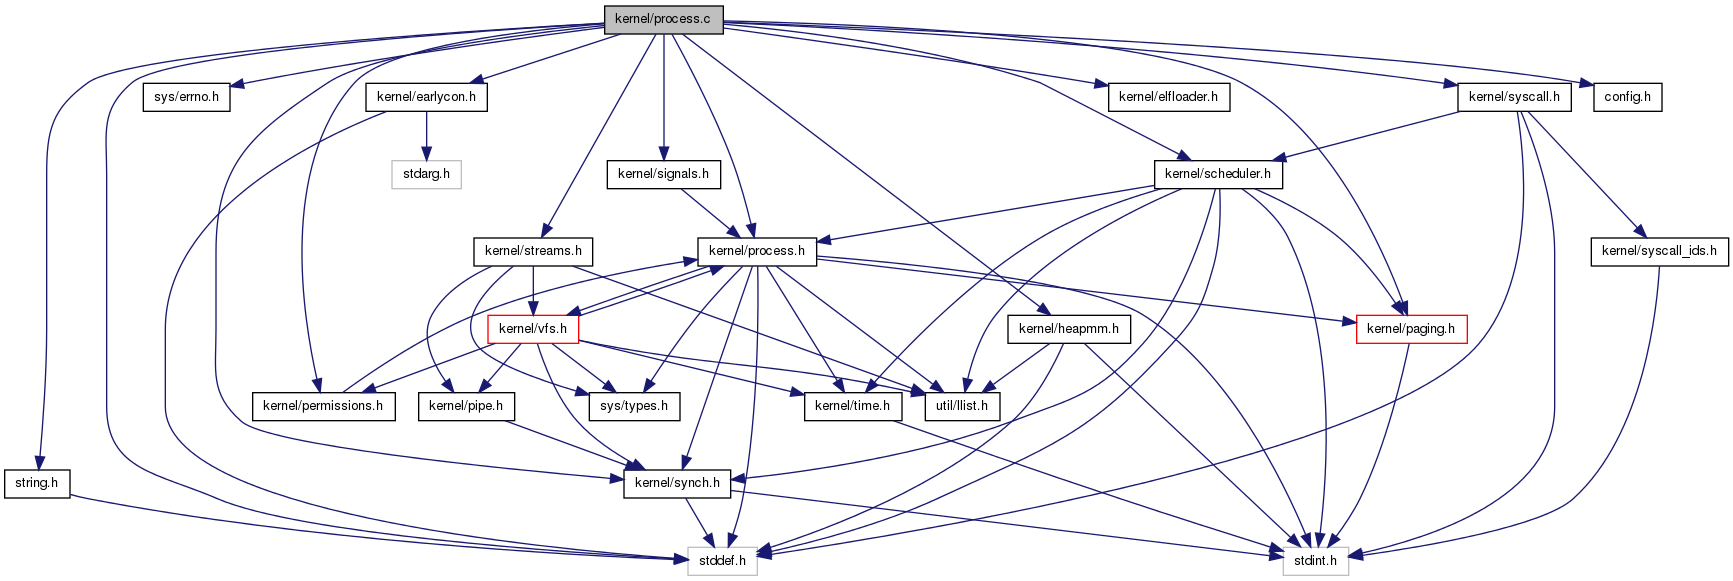 kernel/process.c
sys/errno.h
kernel/earlycon.h
kernel/elfloader.h
kernel/syscall.h
config.h
stdarg.h
kernel/signals.h
kernel/scheduler.h
kernel/streams.h
kernel/process.h
kernel/syscall_ids.h
kernel/vfs.h
kernel/heapmm.h
kernel/paging.h
kernel/permissions.h
kernel/pipe.h
sys/types.h
kernel/time.h
util/llist.h
string.h
kernel/synch.h
stddef.h
stdint.h